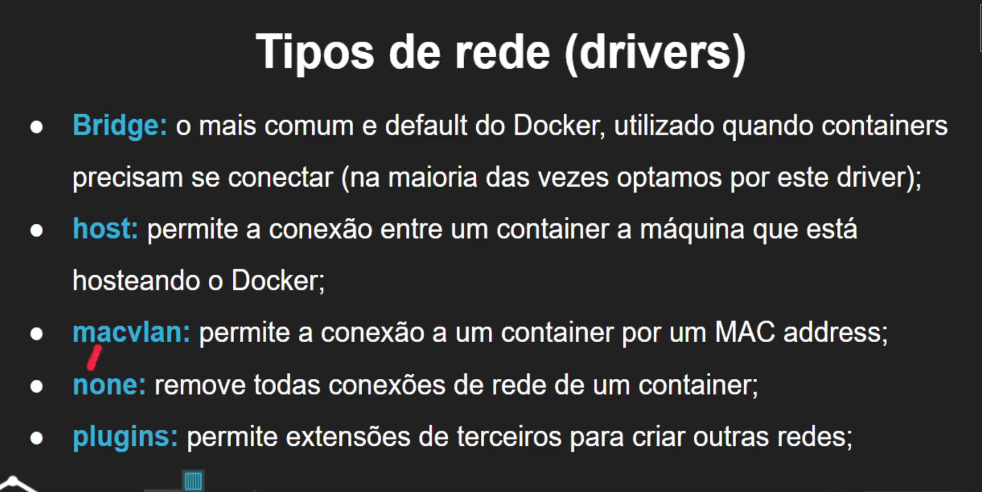 Tipos de rede (drivers)
● Bridge: o mais comum e default do Docker, utilizado quando containers
precisam se conectar (na maioria das vezes optamos por este driver);
● host: permite a conexão entre um container a máquina que está
hosteando o Docker;
● macvlan: permite a conexão a um container por um MAC address;
● none: remove todas conexões de rede de um container;
● plugins: permite extensões de terceiros para criar outras redes;